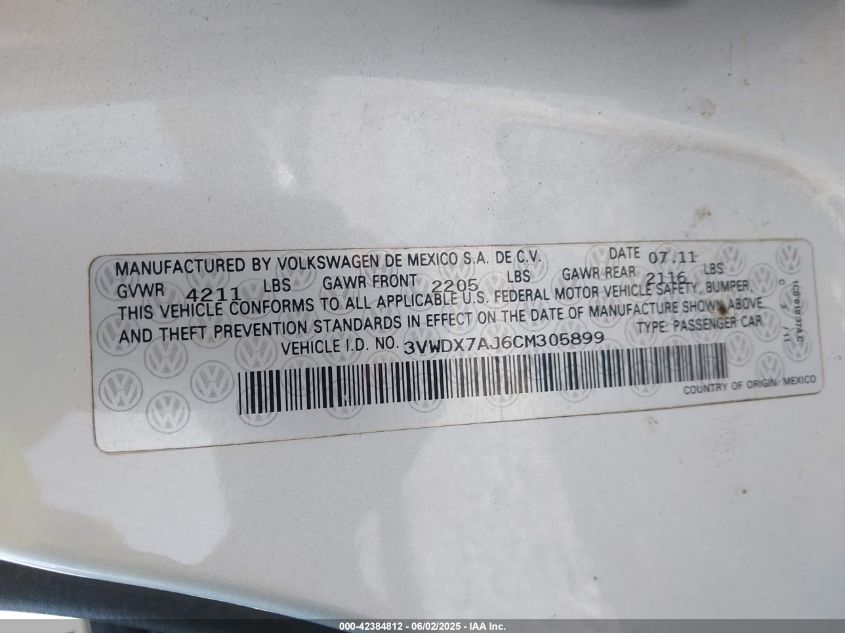 MANUFACTURED BY VOLKSWAGEN DE MEXICO S.A. DE C.V. DATE 07.11
GVWR 4211 LBS GAWR FRONT 2205 LBS GAWR REAR 2116 LBS
THIS VEHICLE CONFORMS TO ALL APPLICABLE U.S. FEDERAL MOTOR VEHICLE SAFETY, BUMPER,
AND THEFT PREVENTION STANDARDS IN EFFECT ON THE DATE OF MANUFACTURE SHOWN ABOVE.
VEHICLE I.D. NO. 3VWDX7AJ6CM305899 TYPE: PASSENGER CAR
COUNTRY OF ORIGIN: MEXICO
000-42384812 - 06/02/2025 - IAA Inc.